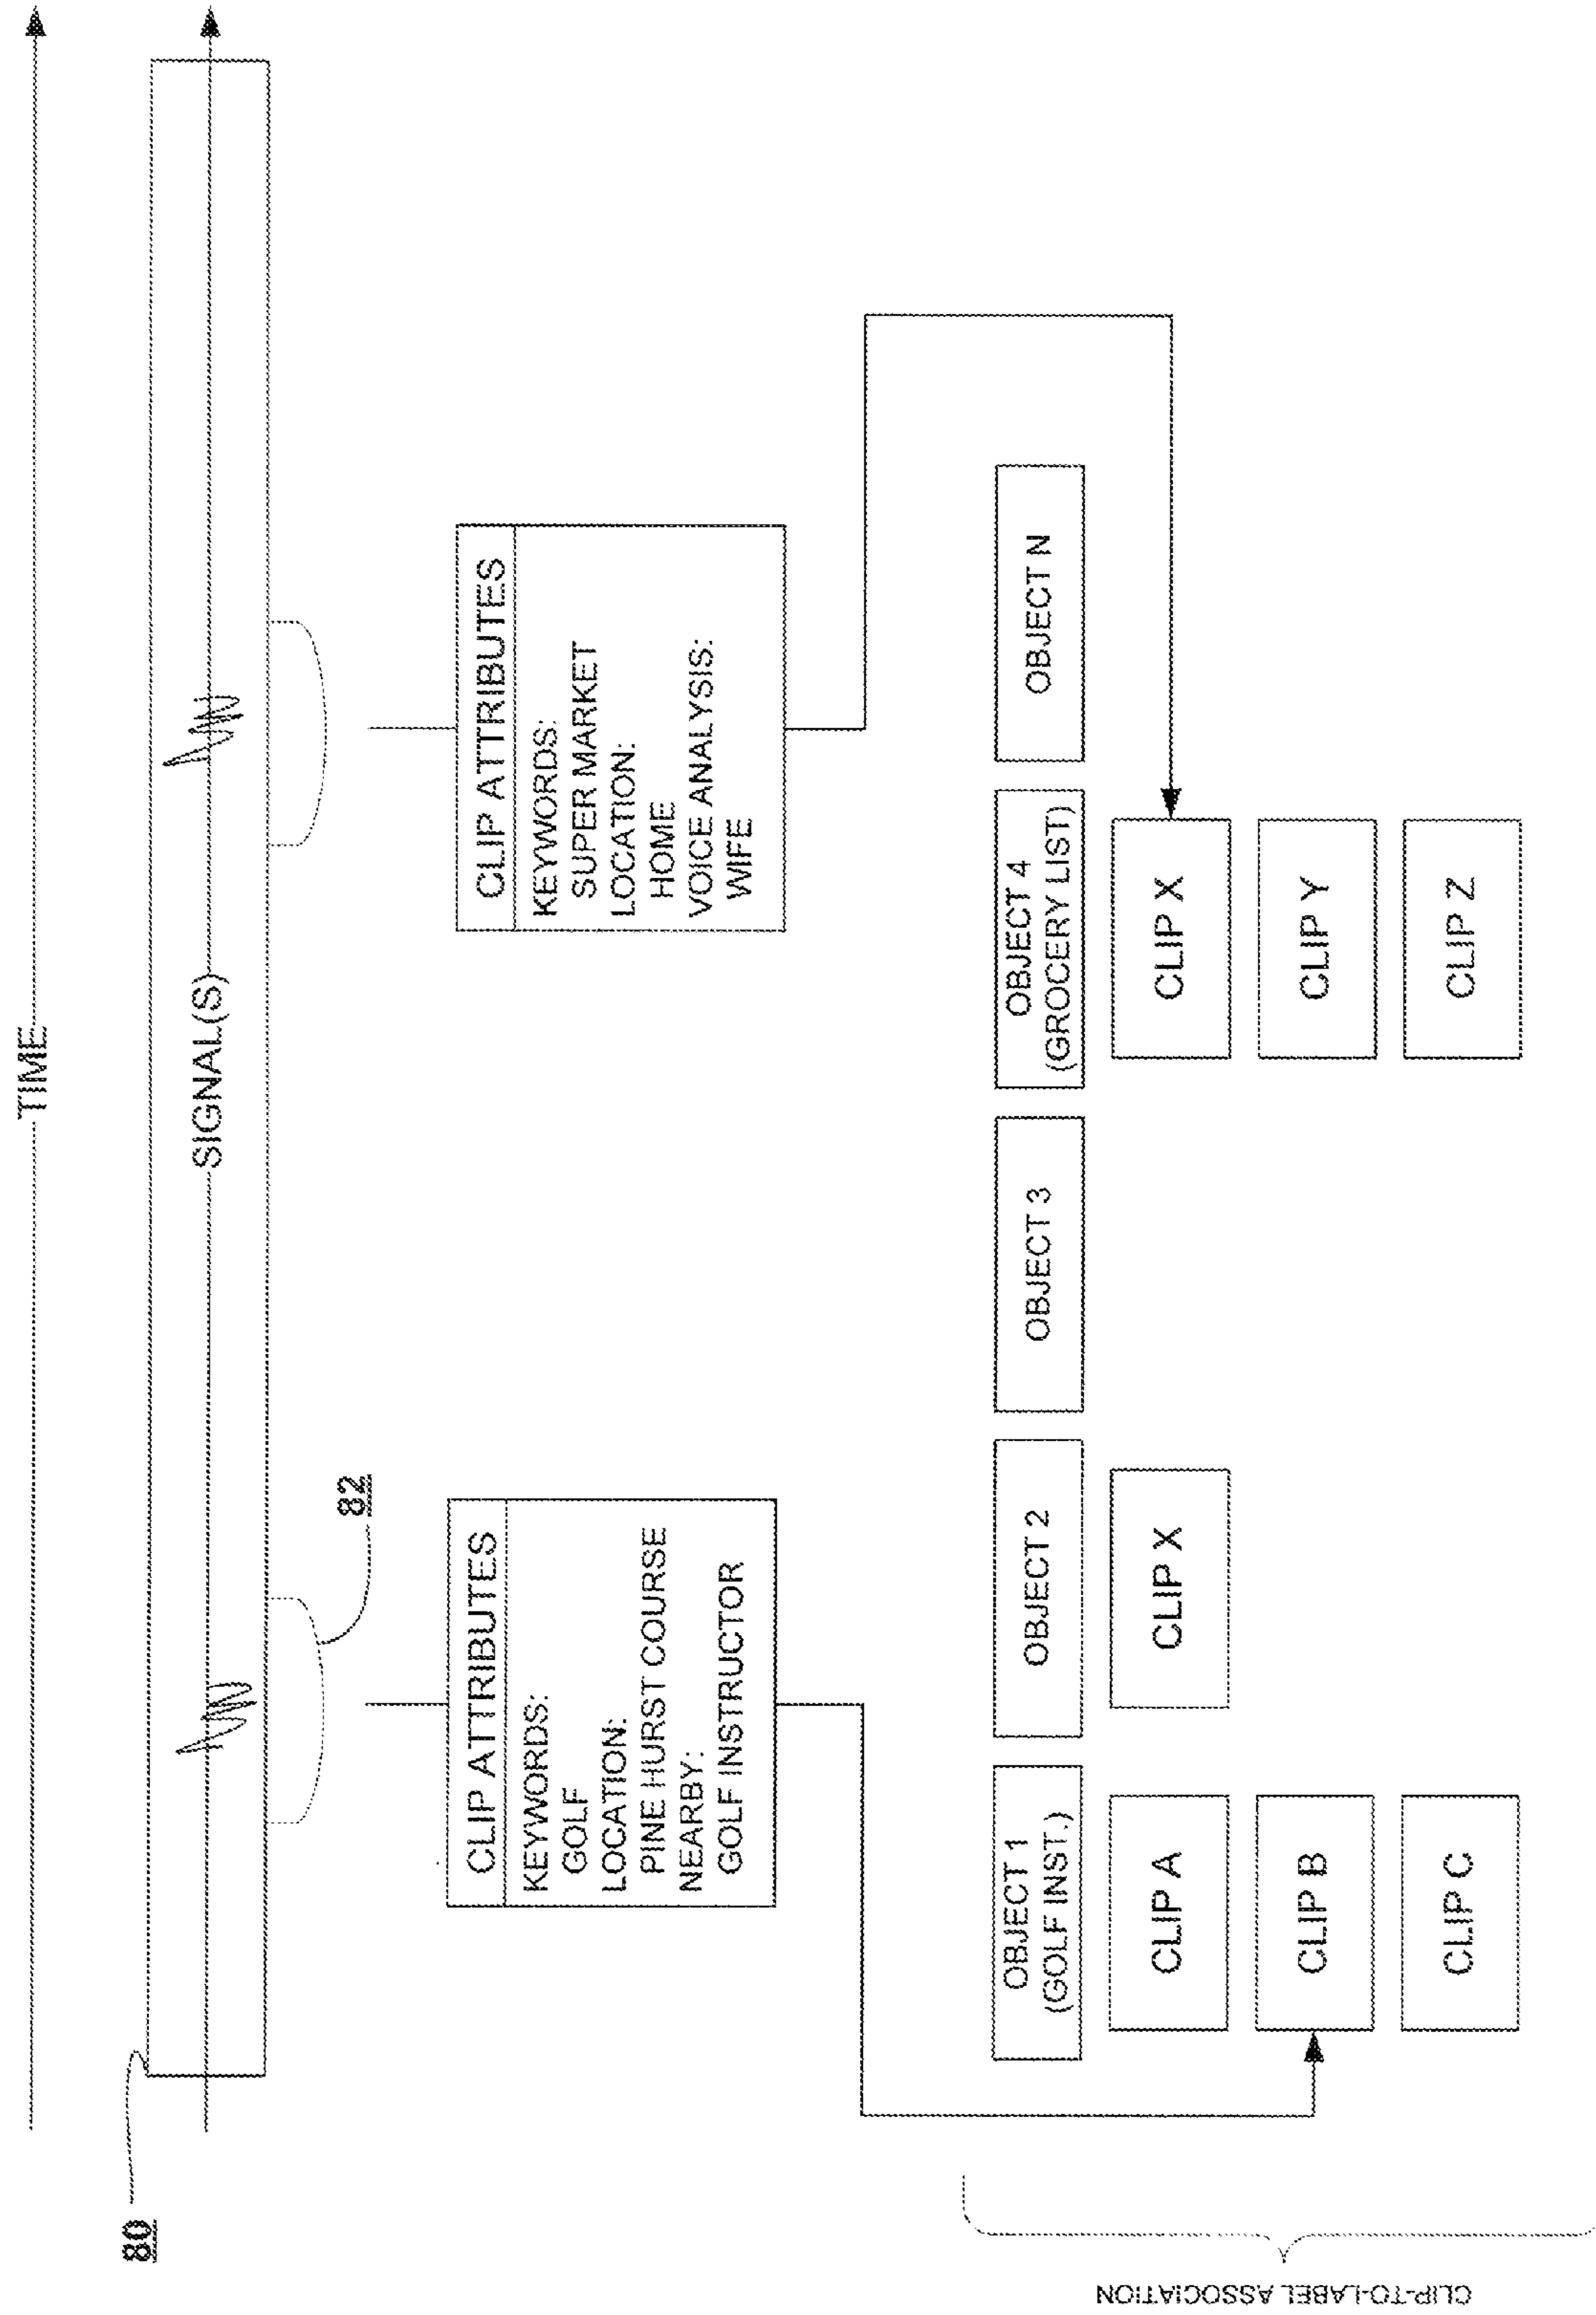 TIME
80
SIGNAL(S)
82
CLIP ATTRIBUTES
KEYWORDS:
GOLF
LOCATION:
PINE HURST COURSE
NEARBY:
GOLF INSTRUCTOR
CLIP ATTRIBUTES
KEYWORDS:
SUPER MARKET
LOCATION:
HOME
VOICE ANALYSIS:
WIFE
OBJECT 1
(GOLF INST.)
OBJECT 2
OBJECT 3
OBJECT 4
(GROCERY LIST)
OBJECT N
CLIP A
CLIP X
CLIP X
CLIP B
CLIP Y
CLIP C
CLIP Z
CLIP-TO-LABEL ASSOCIATION